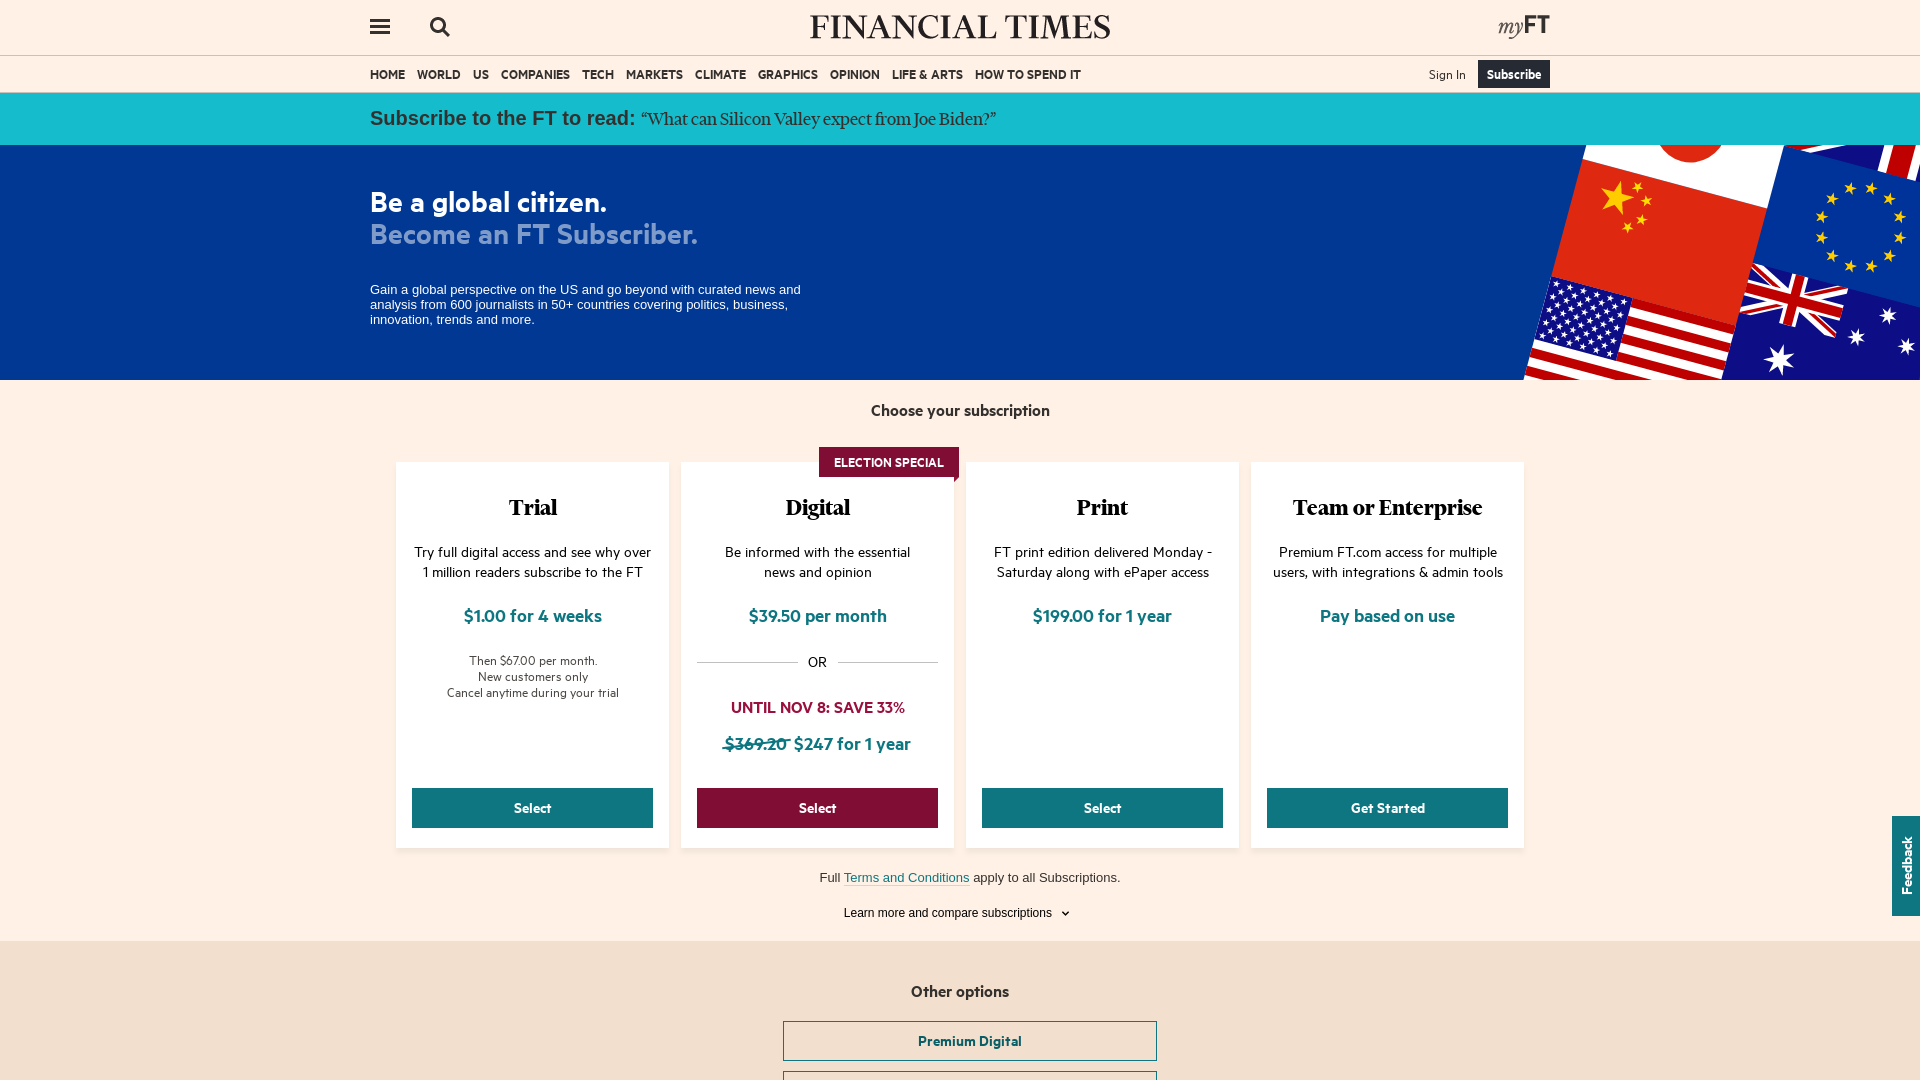 FINANCIAL TIMES
myFT
HOME WORLD US COMPANIES TECH MARKETS CLIMATE GRAPHICS OPINION LIFE & ARTS HOW TO SPEND IT
Sign In
Subscribe
Subscribe to the FT to read: “What can Silicon Valley expect from Joe Biden?”
Be a global citizen.
Become an FT Subscriber.
Gain a global perspective on the US and go beyond with curated news and
analysis from 600 journalists in 50+ countries covering politics, business,
innovation, trends and more.
Choose your subscription
Trial
Try full digital access and see why over
1 million readers subscribe to the FT
$1.00 for 4 weeks
Then $67.00 per month.
New customers only
Cancel anytime during your trial
Select
ELECTION SPECIAL
Digital
Be informed with the essential
news and opinion
$39.50 per month
OR
UNTIL NOV 8: SAVE 33%
$369.20 $247 for 1 year
Select
Print
FT print edition delivered Monday -
Saturday along with ePaper access
$199.00 for 1 year
Select
Team or Enterprise
Premium FT.com access for multiple
users, with integrations & admin tools
Pay based on use
Get Started
Feedback
Full Terms and Conditions apply to all Subscriptions.
Learn more and compare subscriptions
Other options
Premium Digital